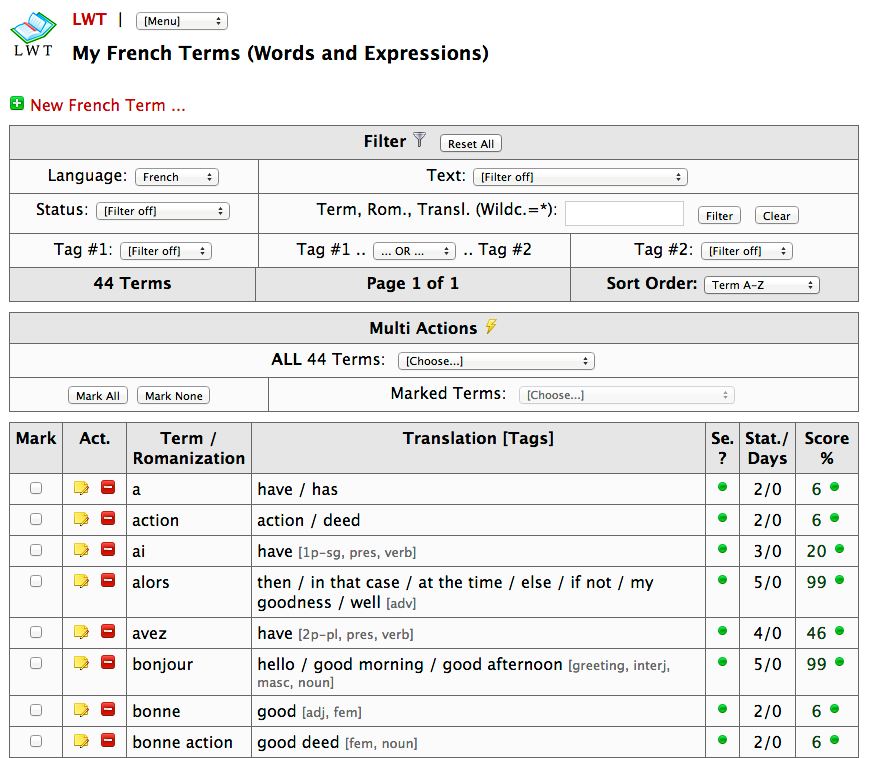 LWT | [Menu]
LWT
My French Terms (Words and Expressions)
New French Term ...
Filter Reset All
Language: French Text: [Filter off]
Status: [Filter off] Term, Rom., Transl. (Wildc.=*): Filter Clear
Tag #1: [Filter off] Tag #1 .. ... OR ... .. Tag #2 Tag #2: [Filter off]
44 Terms Page 1 of 1 Sort Order: Term A-Z
Multi Actions
ALL 44 Terms: [Choose...]
Mark All Mark None Marked Terms: [Choose...]
Mark Act. Term / Translation [Tags] Se. Stat./ Score
Romanization ? Days %
a have / has 2/0 6
action action / deed 2/0 6
ai have [1p-sg, pres, verb] 3/0 20
alors then / in that case / at the time / else / if not / my 5/0 99
goodness / well [adv]
avez have [2p-pl, pres, verb] 4/0 46
bonjour hello / good morning / good afternoon [greeting, interj, 5/0 99
masc, noun]
bonne good [adj, fem] 2/0 6
bonne action good deed [fem, noun] 2/0 6